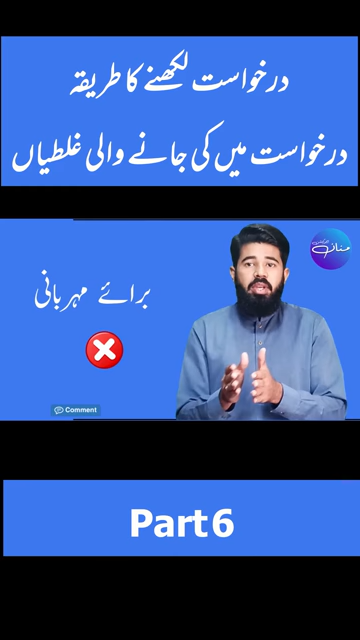 درخواست لکھنے کا طریقہ
درخواست میں کی جانے والی غلطیاں
برائے مہربانی
Comment
Part 6